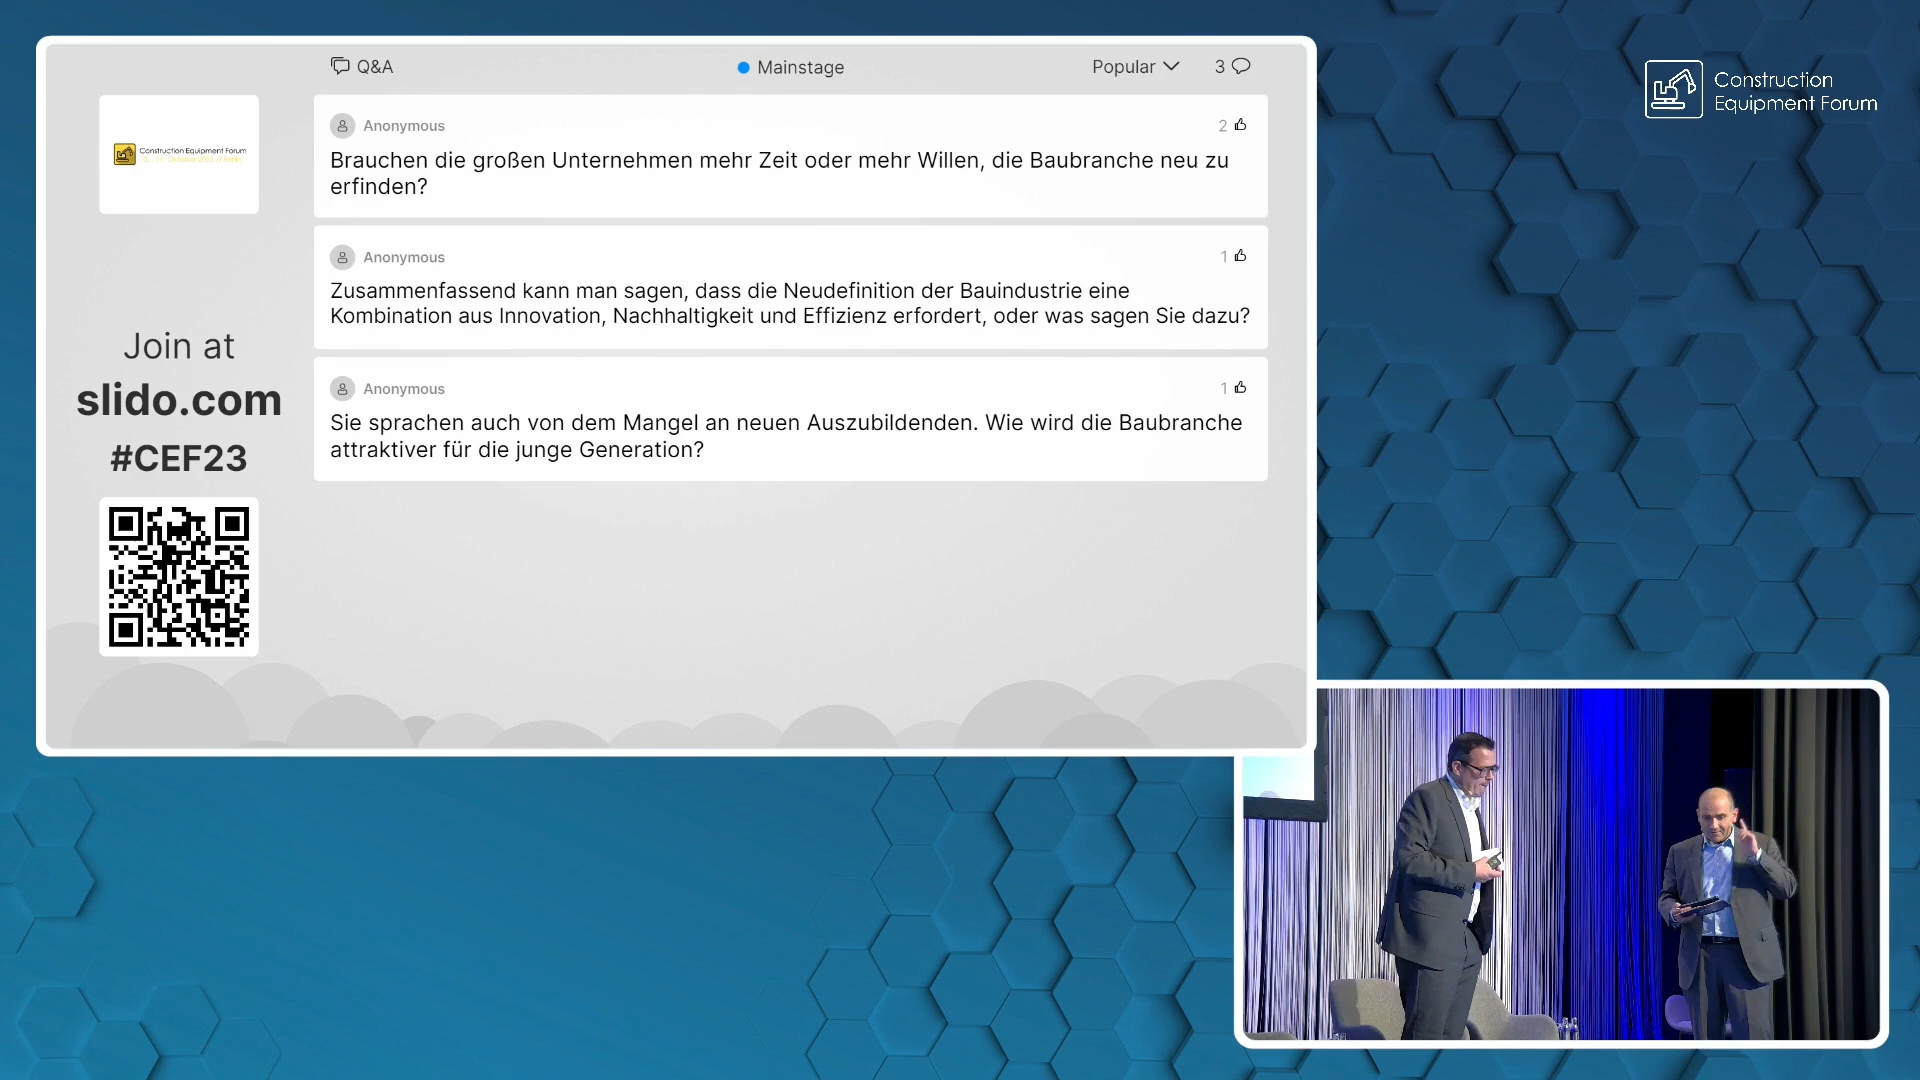 Q&A
Mainstage
Popular
3
Construction
Equipment Forum
Construction Equipment Forum
Anonymous
2
Brauchen die großen Unternehmen mehr Zeit oder mehr Willen, die Baubranche neu zu
erfinden?
Anonymous
1
Zusammenfassend kann man sagen, dass die Neudefinition der Bauindustrie eine
Kombination aus Innovation, Nachhaltigkeit und Effizienz erfordert, oder was sagen Sie dazu?
Anonymous
1
Sie sprachen auch von dem Mangel an neuen Auszubildenden. Wie wird die Baubranche
attraktiver für die junge Generation?
Join at
slido.com
#CEF23